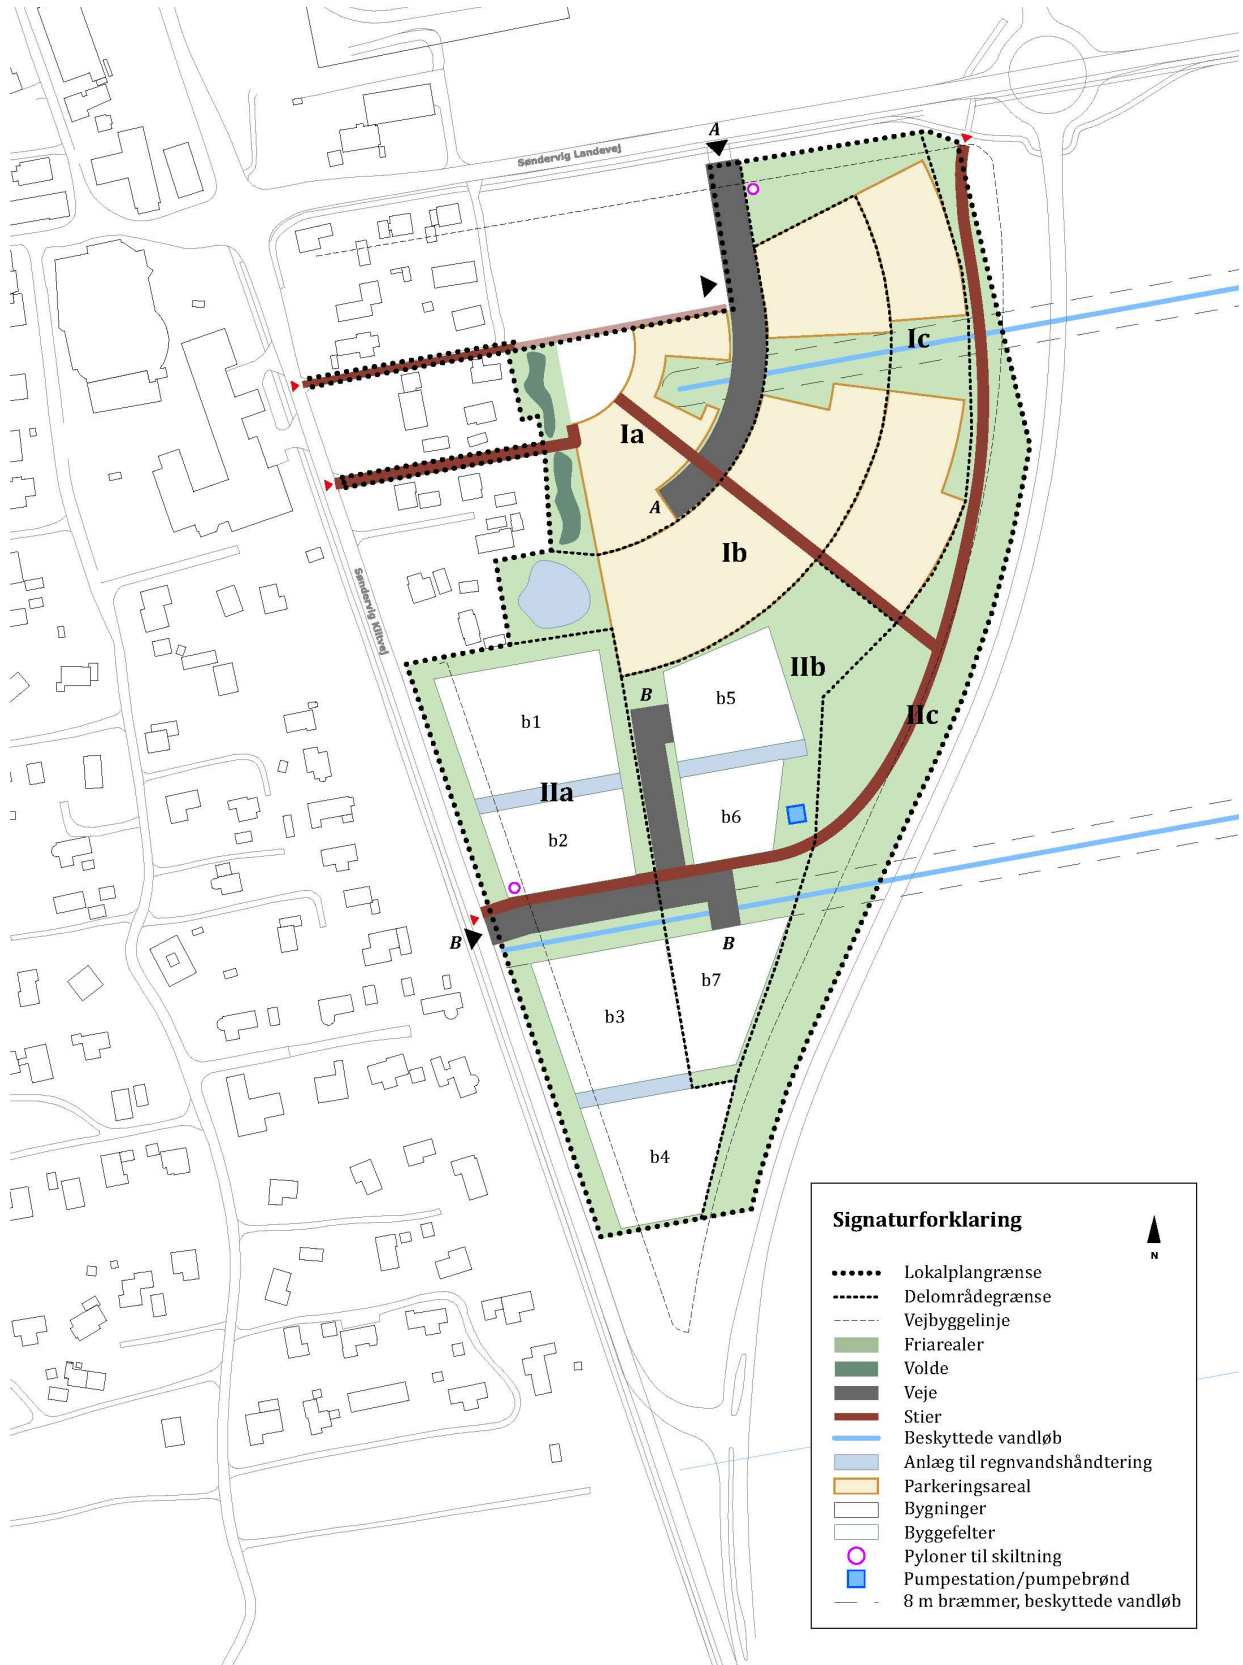 A
Søndervig Landevej
Ic
Ia
A
Ib
Søndervig Klitvej
IIb
B
b5
b1
IIc
IIa
b6
b2
B
B
b7
b3
b4
Signaturforklaring
N
Lokalplangrænse
Delområdegrænse
Vejbyggelinje
Friarealer
Volde
Veje
Stier
Beskyttede vandløb
Anlæg til regnvandshåndtering
Parkeringsareal
Bygninger
Byggefelter
Pyloner til skiltning
Pumpestation/pumpebrønd
8 m bræmmer, beskyttede vandløb